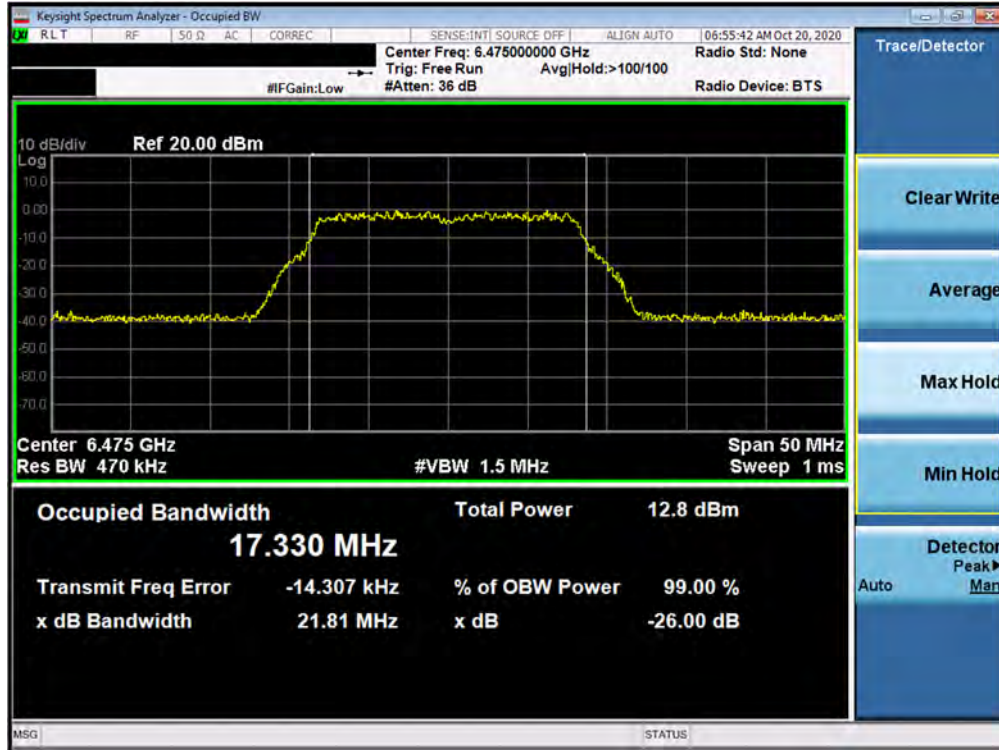 Keysight Spectrum Analyzer - Occupied BW
LXI RLT RF 50 Ω AC CORREC SENSE:INT SOURCE OFF ALIGN AUTO 06:55:42 AM Oct 20, 2020
Center Freq: 6.475000000 GHz Radio Std: None
Trig: Free Run Avg|Hold:>100/100
#IFGain:Low #Atten: 36 dB Radio Device: BTS
10 dB/div Ref 20.00 dBm
Log
10.0
0.00
-10.0
-20.0
-30.0
-40.0
-50.0
-60.0
-70.0
Center 6.475 GHz Span 50 MHz
Res BW 470 kHz #VBW 1.5 MHz Sweep 1 ms
Occupied Bandwidth Total Power 12.8 dBm
17.330 MHz
Transmit Freq Error -14.307 kHz % of OBW Power 99.00 %
x dB Bandwidth 21.81 MHz x dB -26.00 dB
MSG STATUS
Trace/Detector
Clear Write
Average
Max Hold
Min Hold
Detector
Peak▶
Auto Man